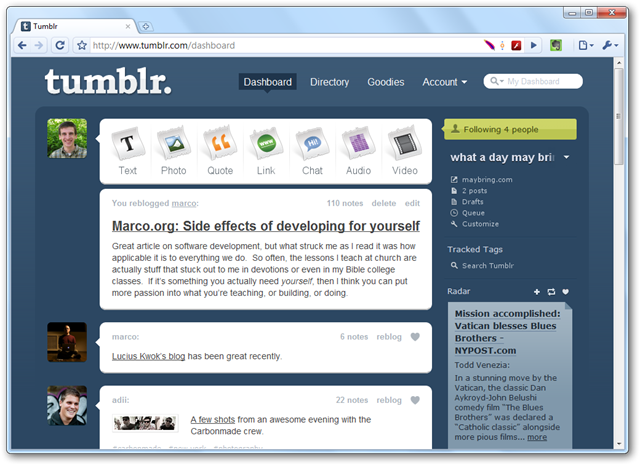 Tumblr
http://www.tumblr.com/dashboard
tumblr.
Dashboard Directory Goodies Account My Dashboard
Text Photo Quote Link Chat Audio Video
You reblogged marco: 110 notes delete edit
Marco.org: Side effects of developing for yourself
Great article on software development, but what struck me as I read it was how
applicable it is to everything we do. So often, the lessons I teach at church are
actually stuff that stuck out to me in devotions or even in my Bible college
classes. If it's something you actually need yourself, then I think you can put
more passion into what you're teaching, or building, or doing.
marco: 6 notes reblog
Lucius Kwok's blog has been great recently.
adii: 22 notes reblog
A few shots from an awesome evening with the
Carbonmade crew.
Following 4 people
what a day may brin
maybring.com
2 posts
Drafts
Queue
Customize
Tracked Tags
Search Tumblr
Radar
Mission accomplished:
Vatican blesses Blues
Brothers -
NYPOST.com
Todd Venezia:
In a stunning move by the
Vatican, the classic Dan
Aykroyd-John Belushi
comedy film "The Blues
Brothers" was declared a
"Catholic classic" alongside
more pious films... more